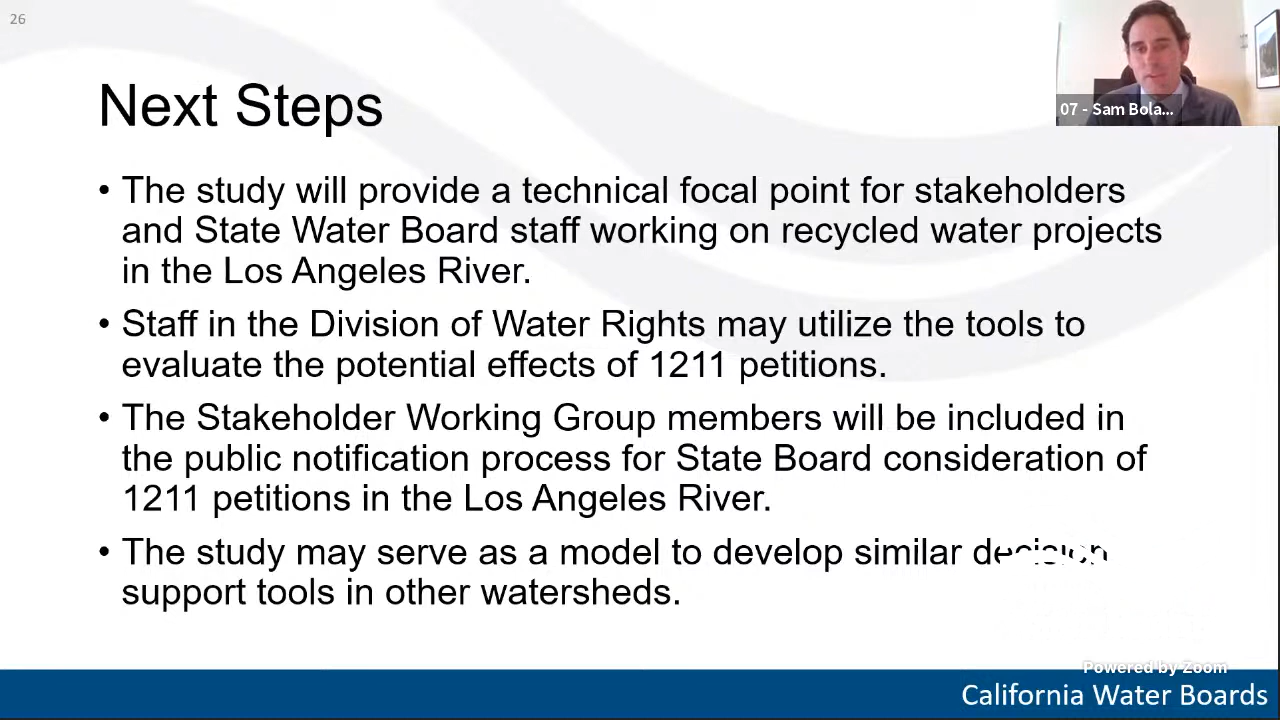 26
07 - Sam Bola...
Next Steps
• The study will provide a technical focal point for stakeholders
and State Water Board staff working on recycled water projects
in the Los Angeles River.
• Staff in the Division of Water Rights may utilize the tools to
evaluate the potential effects of 1211 petitions.
• The Stakeholder Working Group members will be included in
the public notification process for State Board consideration of
1211 petitions in the Los Angeles River.
• The study may serve as a model to develop similar decision
support tools in other watersheds.
Powered by Zoom
California Water Boards